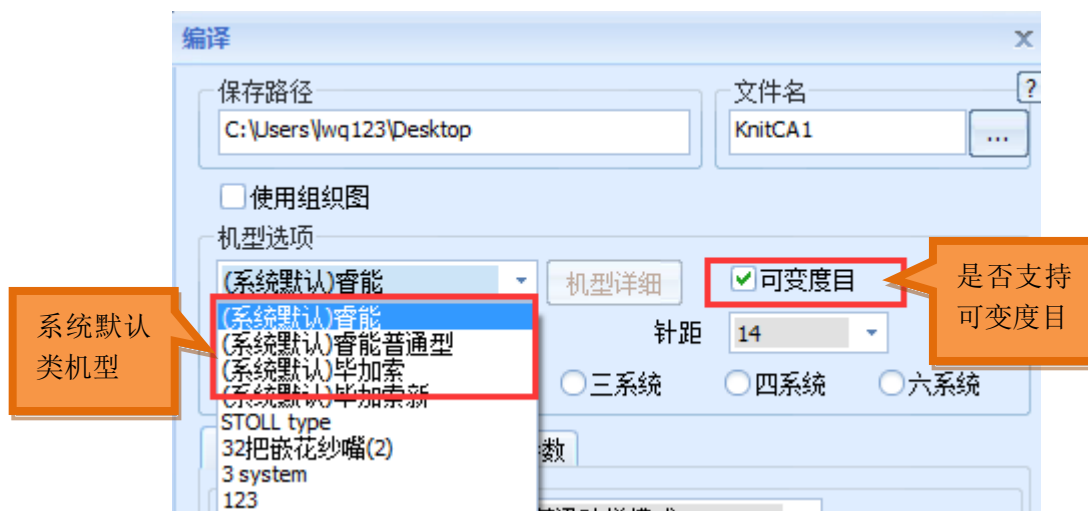 编译
保存路径
文件名
?
C:\Users\lwq123\Desktop
KnitCA1
...
使用组织图
机型选项
(系统默认)睿能
机型详细
可变度目
是否支持
可变度目
系统默认
类机型
(系统默认)睿能
(系统默认)睿能普通型
(系统默认)毕加索
(系统默认)毕加索新
STOLL type
32把嵌花纱嘴(2)
3 system
123
针距
14
三系统
四系统
六系统
数